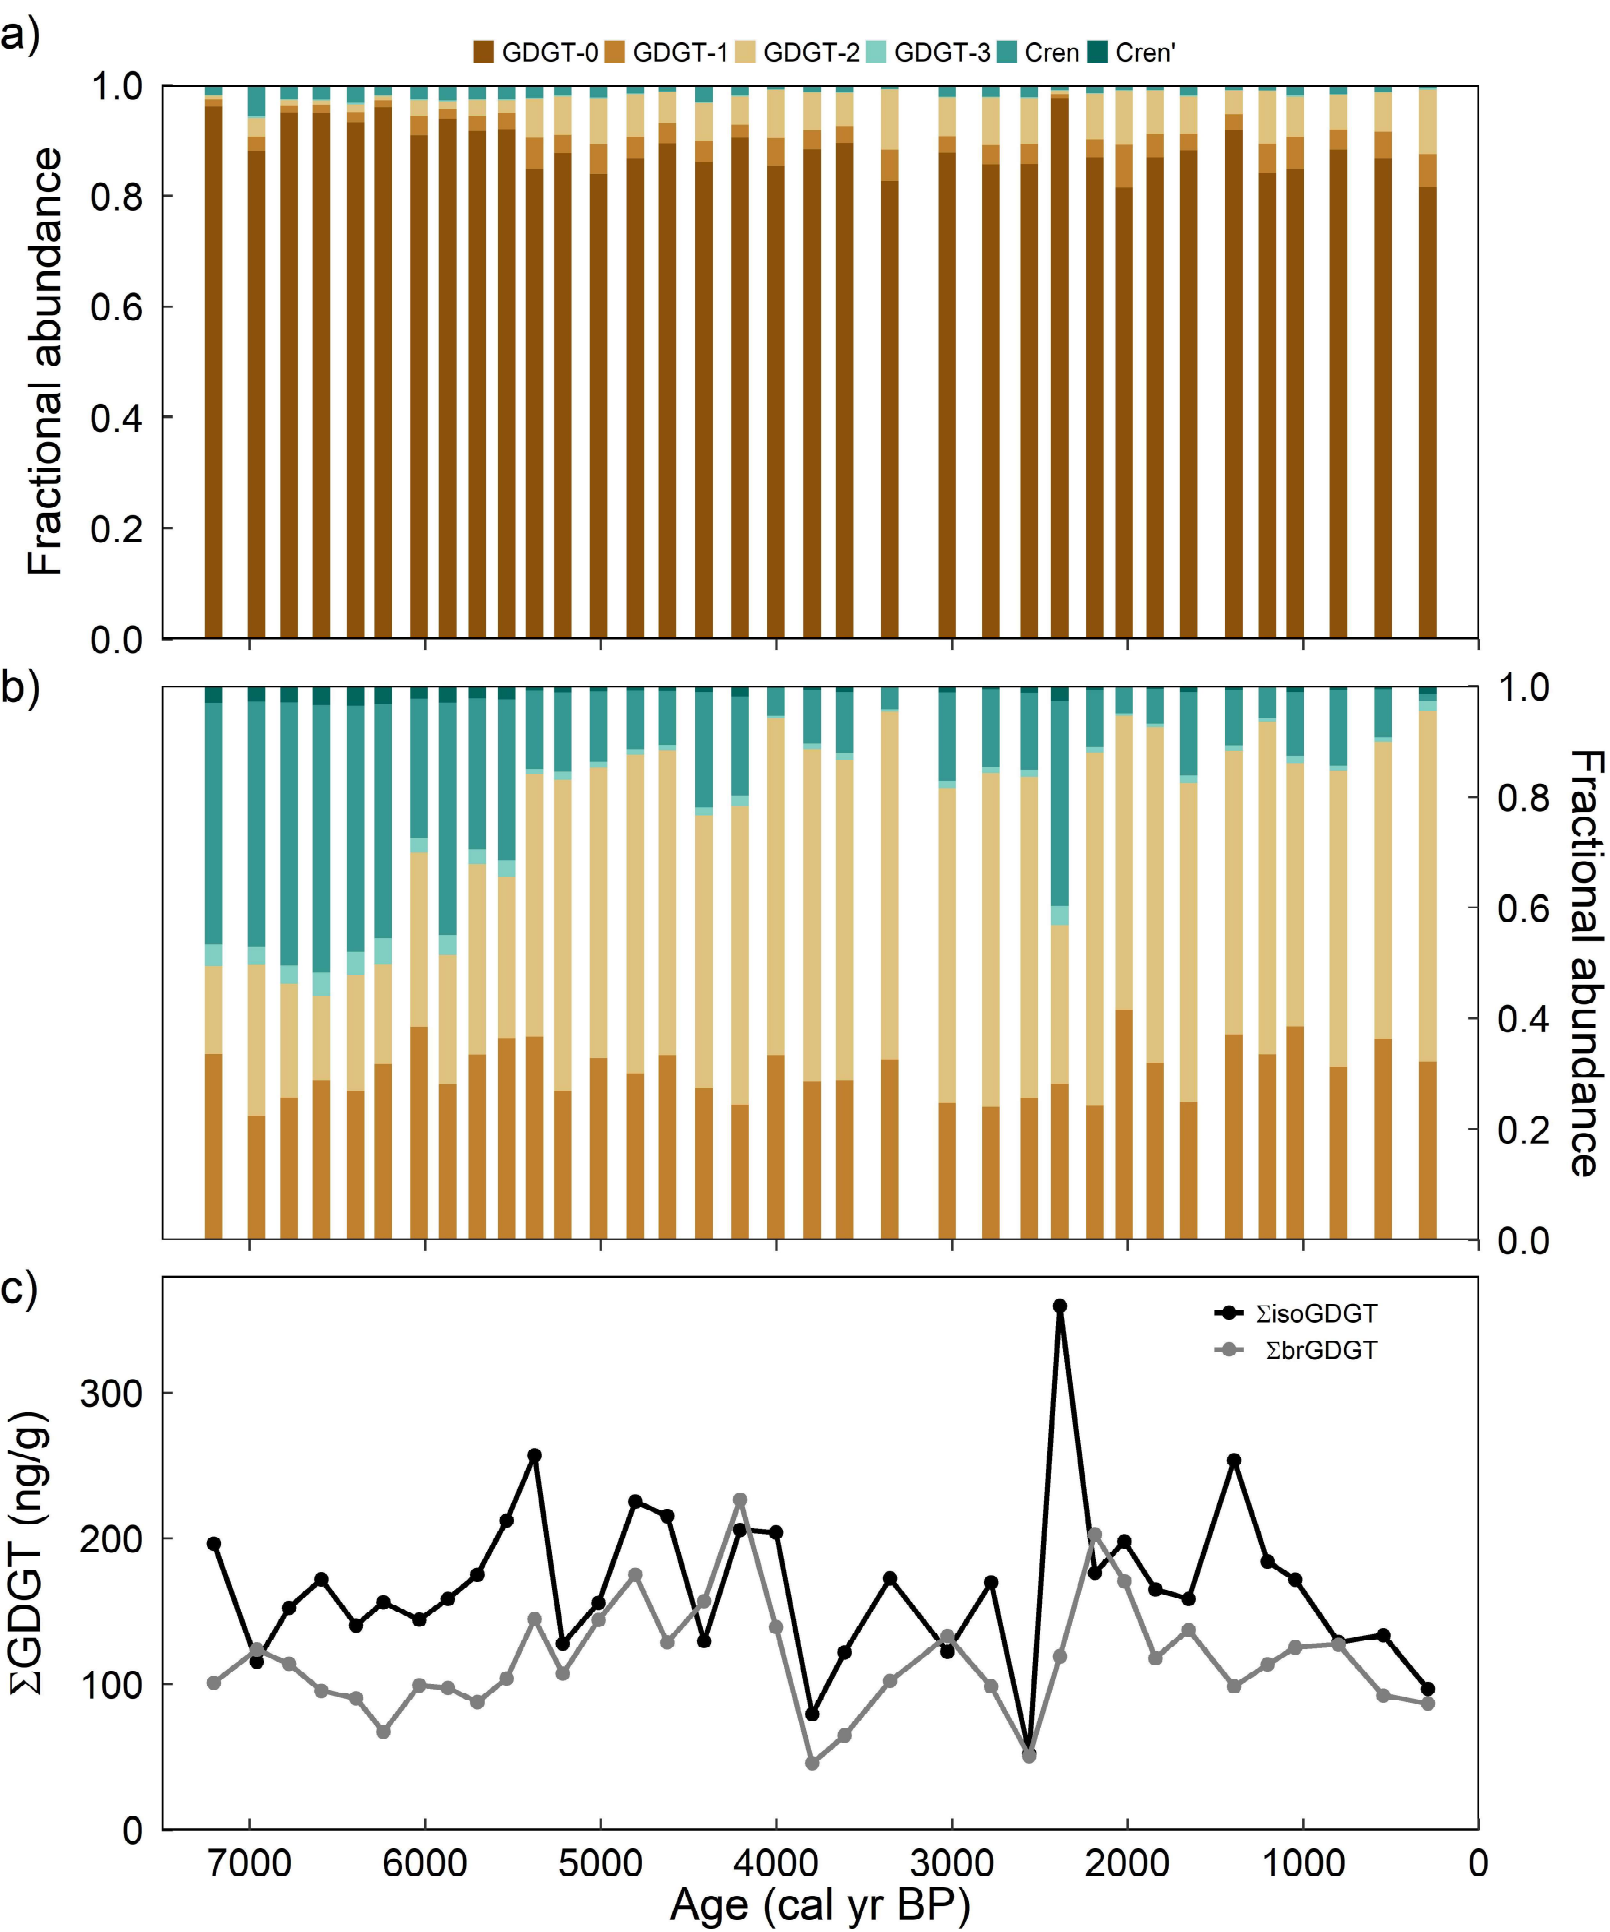 a)
GDGT-0 GDGT-1 GDGT-2 GDGT-3 Cren Cren'
1.0
0.8
0.6
0.4
0.2
0.0
Fractional abundance
b)
1.0
0.8
0.6
0.4
0.2
0.0
Fractional abundance
c)
ΣisoGDGT
ΣbrGDGT
300
200
100
0
ΣGDGT (ng/g)
7000 6000 5000 4000 3000 2000 1000 0
Age (cal yr BP)